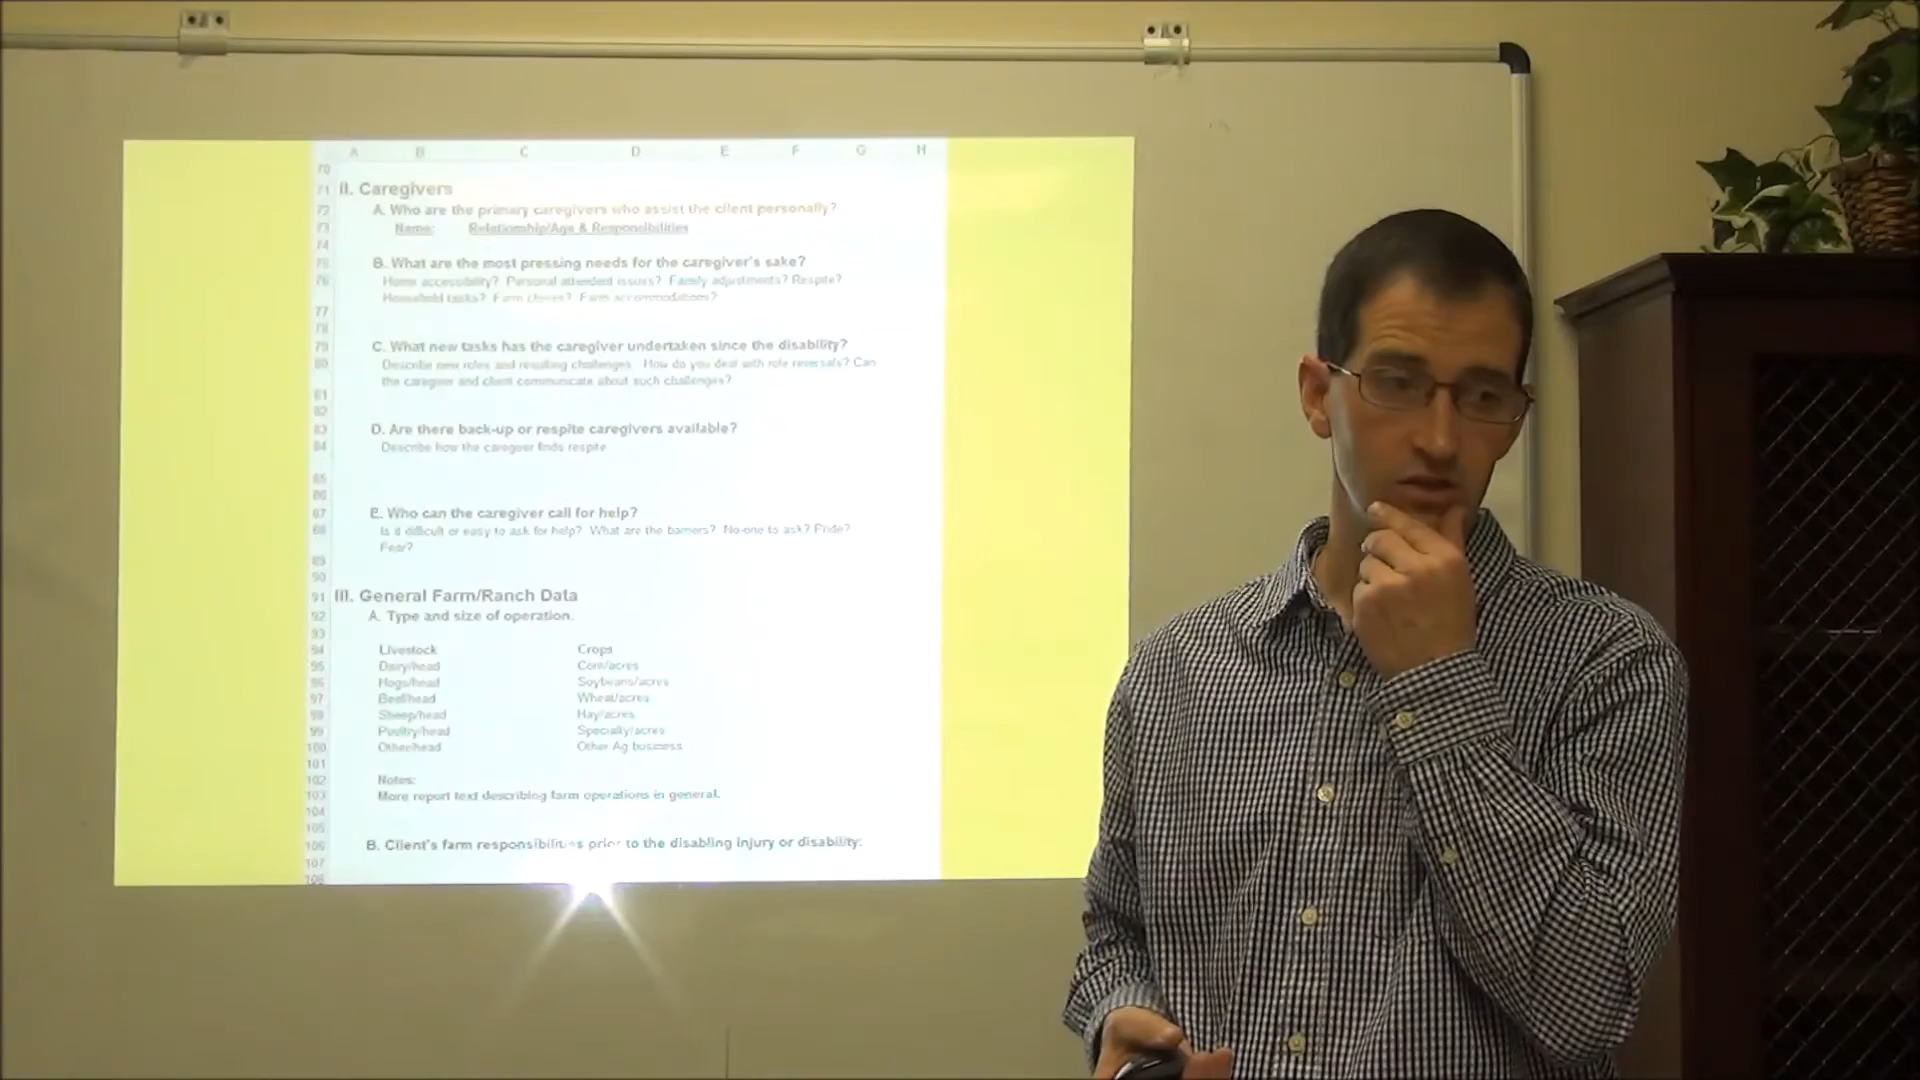 A B C D E F G H
70
71 II. Caregivers
72 A. Who are the primary caregivers who assist the client personally?
73 Name: Relationship/Age & Responsibilities
74
75 B. What are the most pressing needs for the caregiver's sake?
76 Home accessibility? Personal attendant issues? Family adjustments? Respite?
Household tasks? Farm chores? Farm accommodations?
77
78
79 C. What new tasks has the caregiver undertaken since the disability?
80 Describe new roles and resulting challenges. How do you deal with role reversals? Can
the caregiver and client communicate about such challenges?
81
82
83 D. Are there back-up or respite caregivers available?
84 Describe how the caregiver finds respite
85
86
87 E. Who can the caregiver call for help?
88 Is it difficult or easy to ask for help? What are the barriers? No-one to ask? Pride?
Fear?
89
90
91 III. General Farm/Ranch Data
92 A. Type and size of operation.
93
94 Livestock Crops
95 Dairy/head Corn/acres
96 Hogs/head Soybeans/acres
97 Beef/head Wheat/acres
98 Sheep/head Hay/acres
99 Poultry/head Specialty/acres
100 Other/head Other Ag business
101
102 Notes:
103 More report text describing farm operations in general.
104
105
106 B. Client's farm responsibilities prior to the disabling injury or disability:
107
108